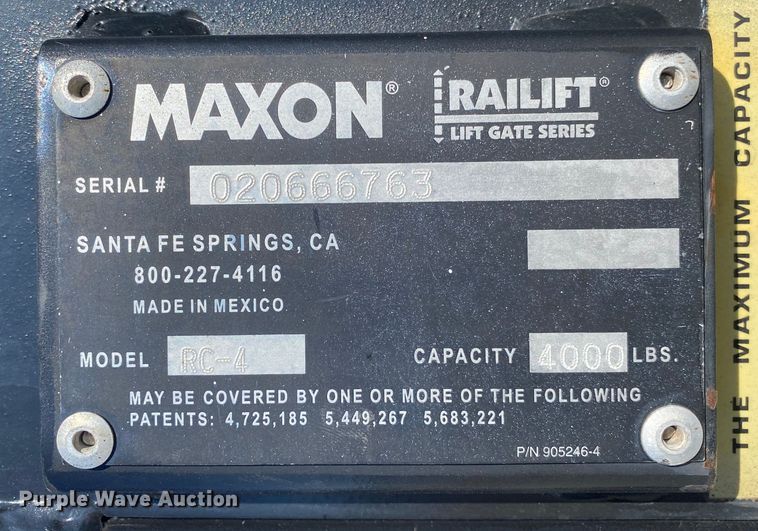 MAXON® RAILIFT®
LIFT GATE SERIES
SERIAL # 020666763
SANTA FE SPRINGS, CA
800-227-4116
MADE IN MEXICO
MODEL RC-4 CAPACITY 4000 LBS.
MAY BE COVERED BY ONE OR MORE OF THE FOLLOWING
PATENTS: 4,725,185 5,449,267 5,683,221
P/N 905246-4
THE MAXIMUM CAPACITY
Purple Wave Auction